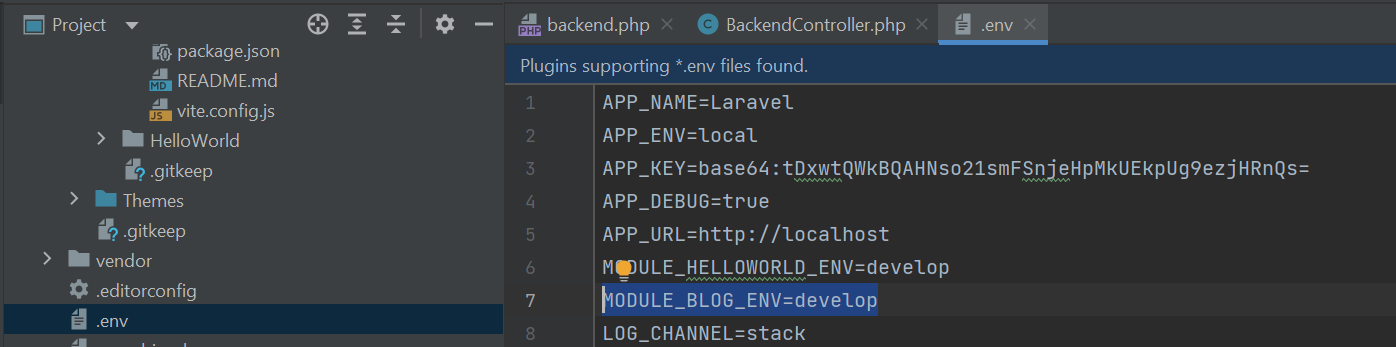 Project
package.json
README.md
vite.config.js
HelloWorld
.gitkeep
Themes
.gitkeep
vendor
.editorconfig
.env
backend.php
BackendController.php
.env
Plugins supporting *.env files found.
1 APP_NAME=Laravel
2 APP_ENV=local
3 APP_KEY=base64:tDxwtQWkBQAHNso21smFSnjeHpMkUEkpUg9ezjHRnQs=
4 APP_DEBUG=true
5 APP_URL=http://localhost
6 MODULE_HELLOWORLD_ENV=develop
7 MODULE_BLOG_ENV=develop
8 LOG_CHANNEL=stack